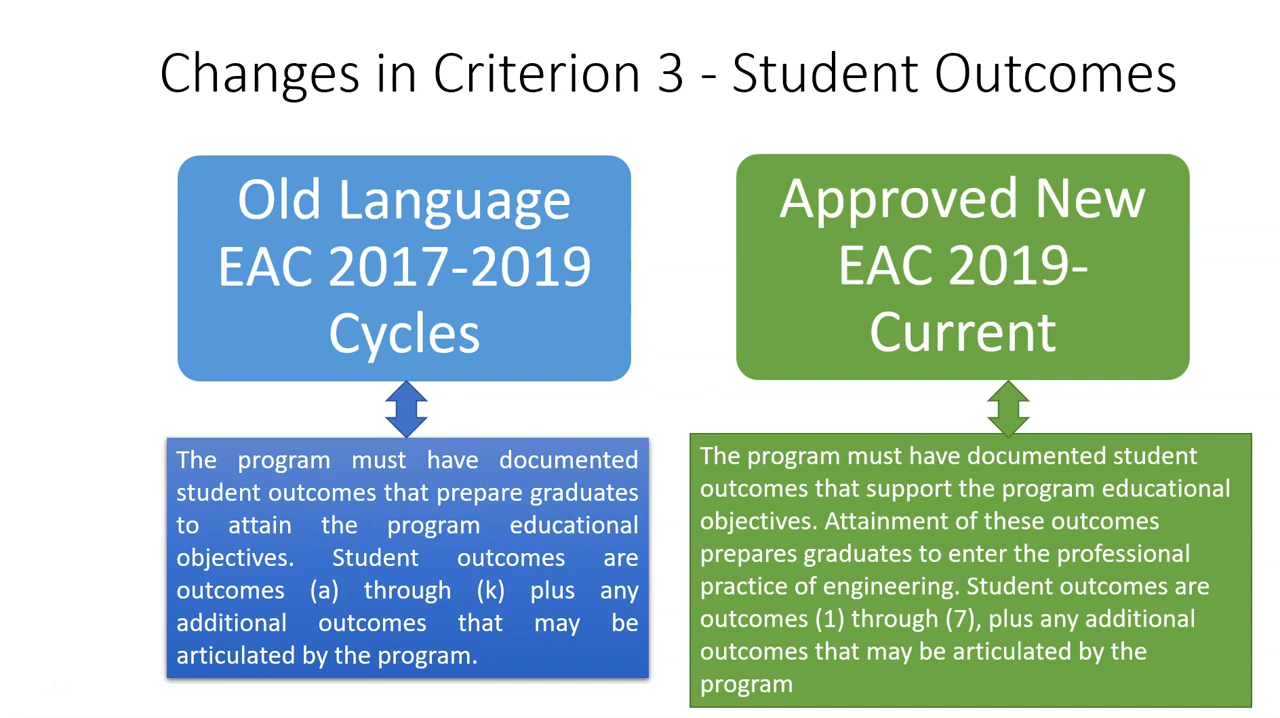 Changes in Criterion 3 - Student Outcomes
Old Language
EAC 2017-2019
Cycles
The program must have documented
student outcomes that prepare graduates
to attain the program educational
objectives. Student outcomes are
outcomes (a) through (k) plus any
additional outcomes that may be
articulated by the program.
Approved New
EAC 2019-
Current
The program must have documented student
outcomes that support the program educational
objectives. Attainment of these outcomes
prepares graduates to enter the professional
practice of engineering. Student outcomes are
outcomes (1) through (7), plus any additional
outcomes that may be articulated by the
program